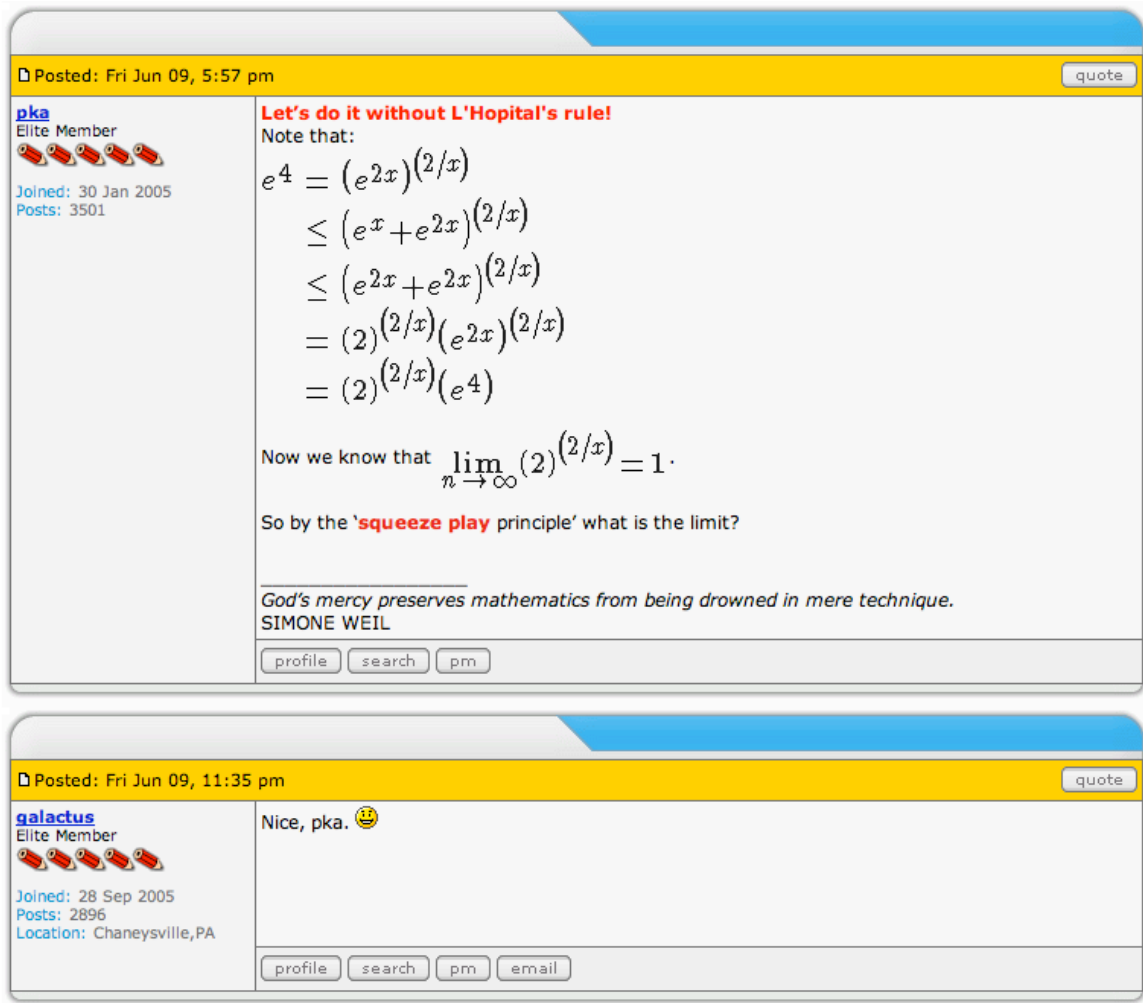 Posted: Fri Jun 09, 5:57 pm
quote
pka
Elite Member
Joined: 30 Jan 2005
Posts: 3501
Let’s do it without L'Hopital's rule!
Note that:
e^4 = (e^{2x})^{(2/x)}
≤ (e^x + e^{2x})^{(2/x)}
≤ (e^{2x} + e^{2x})^{(2/x)}
= (2)^{(2/x)} (e^{2x})^{(2/x)}
= (2)^{(2/x)} (e^4)
Now we know that lim_{n → ∞} (2)^{(2/x)} = 1.
So by the ‘squeeze play principle’ what is the limit?
__________________
God’s mercy preserves mathematics from being drowned in mere technique.
SIMONE WEIL
profile search pm
Posted: Fri Jun 09, 11:35 pm
quote
galactus
Elite Member
Joined: 28 Sep 2005
Posts: 2896
Location: Chaneysville,PA
Nice, pka.
profile search pm email